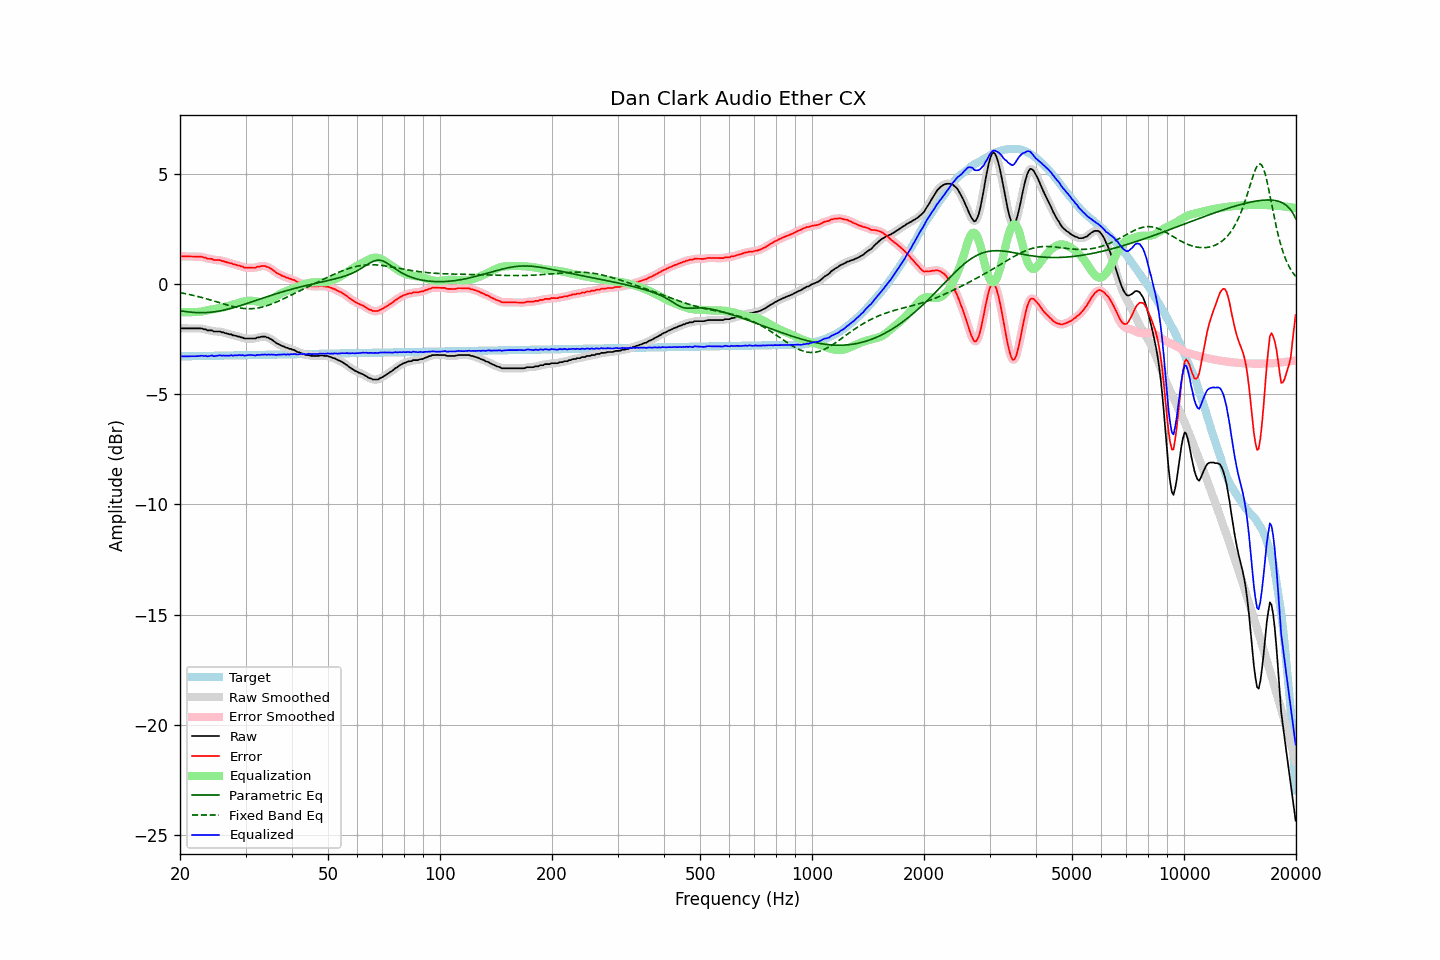 Dan Clark Audio Ether CX
5
0
−5
−10
−15
−20
−25
Amplitude (dBr)
Target
Raw Smoothed
Error Smoothed
Raw
Error
Equalization
Parametric Eq
Fixed Band Eq
Equalized
20 50 100 200 500 1000 2000 5000 10000 20000
Frequency (Hz)